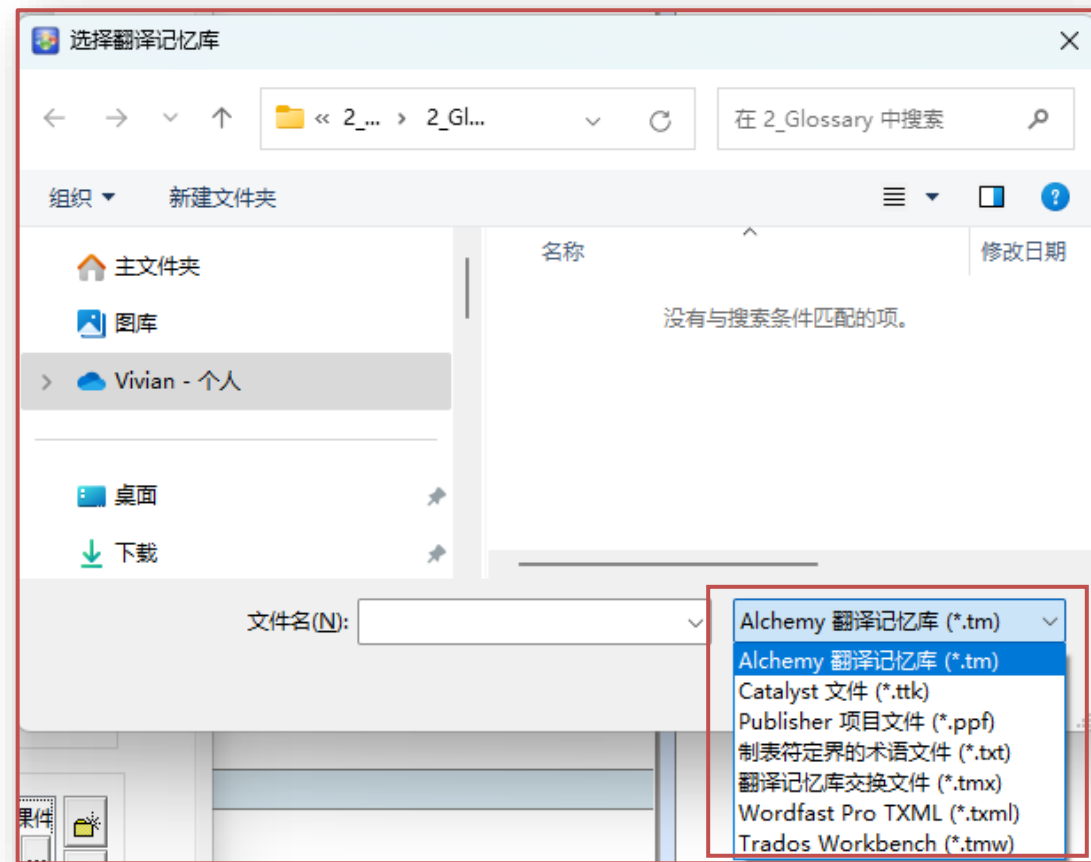 选择翻译记忆库
« 2_... › 2_Gl...
在 2_Glossary 中搜索
组织
新建文件夹
主文件夹
图库
Vivian - 个人
桌面
下载
名称
修改日期
没有与搜索条件匹配的项。
文件名(N):
Alchemy 翻译记忆库 (*.tm)
Alchemy 翻译记忆库 (*.tm)
Catalyst 文件 (*.ttk)
Publisher 项目文件 (*.ppf)
制表符定界的术语文件 (*.txt)
翻译记忆库交换文件 (*.tmx)
Wordfast Pro TXML (*.txml)
Trados Workbench (*.tmw)
件
...